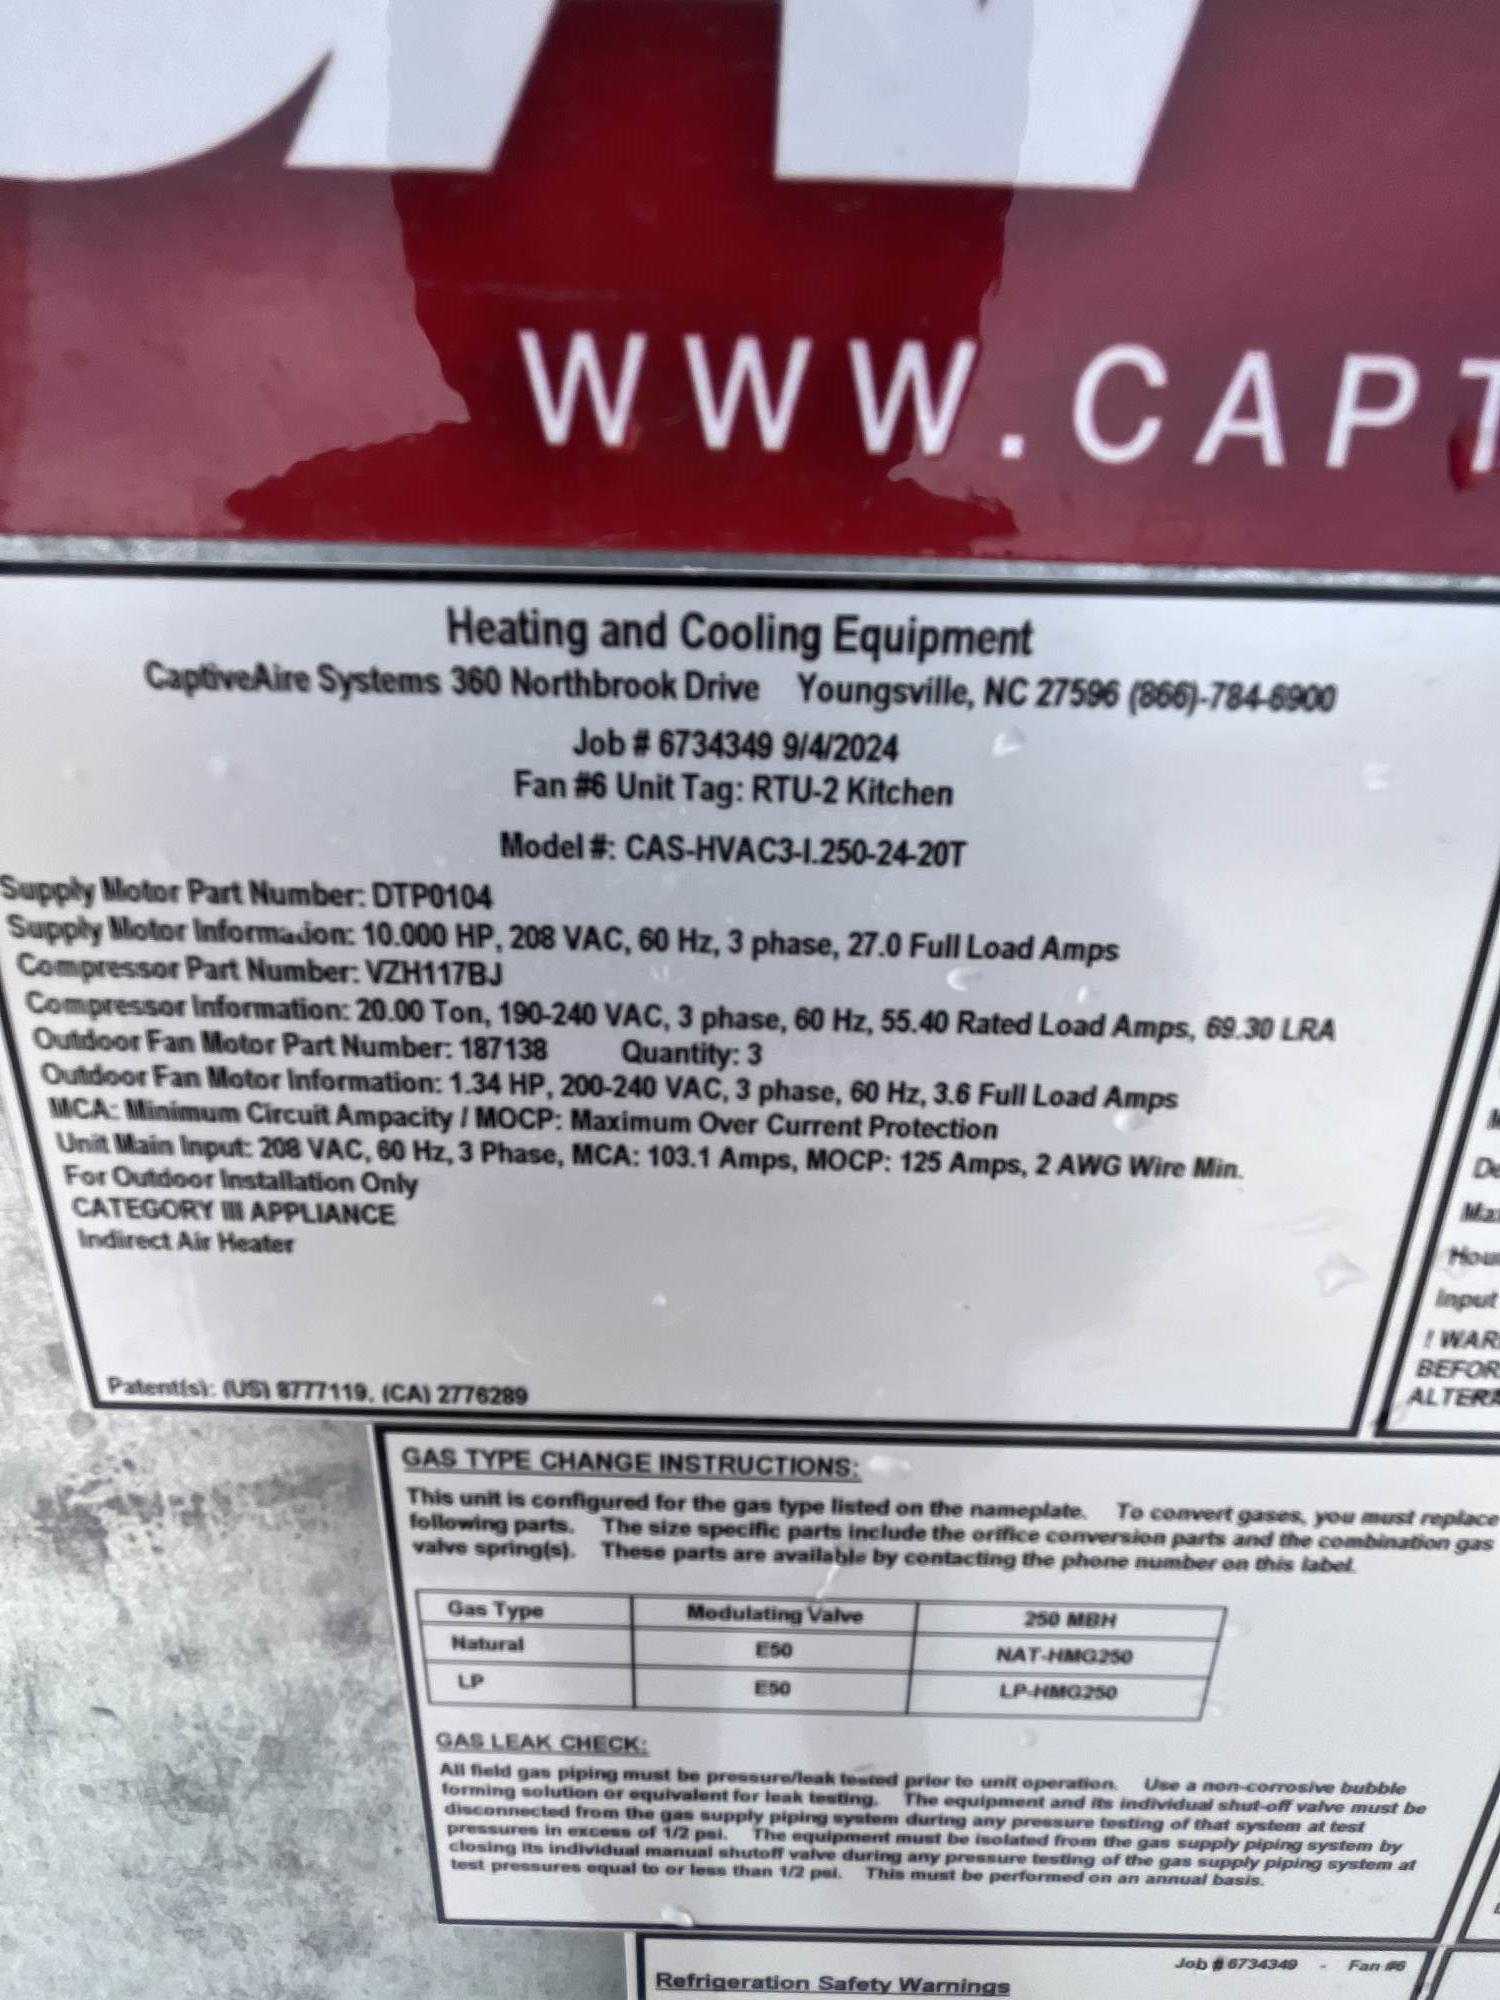 WWW.CAPT
Heating and Cooling Equipment
CaptiveAire Systems 360 Northbrook Drive Youngsville, NC 27596 (866)-784-6900
Job # 6734349 9/4/2024
Fan #6 Unit Tag: RTU-2 Kitchen
Model #: CAS-HVAC3-I.250-24-20T
Supply Motor Part Number: DTP0104
Supply Motor Information: 10.000 HP, 208 VAC, 60 Hz, 3 phase, 27.0 Full Load Amps
Compressor Part Number: VZH117BJ
Compressor Information: 20.00 Ton, 190-240 VAC, 3 phase, 60 Hz, 55.40 Rated Load Amps, 69.30 LRA
Outdoor Fan Motor Part Number: 187138 Quantity: 3
Outdoor Fan Motor Information: 1.34 HP, 200-240 VAC, 3 phase, 60 Hz, 3.6 Full Load Amps
MCA: Minimum Circuit Ampacity / MOCP: Maximum Over Current Protection
Unit Main Input: 208 VAC, 60 Hz, 3 Phase, MCA: 103.1 Amps, MOCP: 125 Amps, 2 AWG Wire Min.
For Outdoor Installation Only
CATEGORY III APPLIANCE
Indirect Air Heater
Patent(s): (US) 8777119, (CA) 2776289
Input
! WAR
BEFOR
ALTERA
GAS TYPE CHANGE INSTRUCTIONS:
This unit is configured for the gas type listed on the nameplate. To convert gases, you must replace
following parts. The size specific parts include the orifice conversion parts and the combination gas
valve spring(s). These parts are available by contacting the phone number on this label.
Gas Type Modulating Valve 250 MBH
Natural E50 NAT-HMG250
LP E50 LP-HMG250
GAS LEAK CHECK:
All field gas piping must be pressure/leak tested prior to unit operation. Use a non-corrosive bubble
forming solution or equivalent for leak testing. The equipment and its individual shut-off valve must be
disconnected from the gas supply piping system during any pressure testing of that system at test
pressures in excess of 1/2 psi. The equipment must be isolated from the gas supply piping system by
closing its individual manual shutoff valve during any pressure testing of the gas supply piping system at
test pressures equal to or less than 1/2 psi. This must be performed on an annual basis.
Job # 6734349 - Fan #6
Refrigeration Safety Warnings